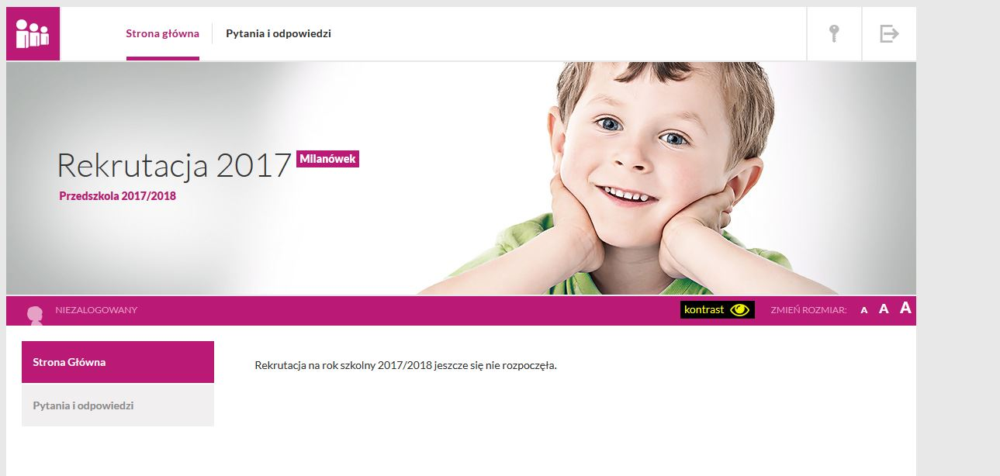 Strona główna
Pytania i odpowiedzi
Rekrutacja 2017 Milanówek
Przedszkola 2017/2018
NIEZALOGOWANY
kontrast
ZMIEŃ ROZMIAR: A A A
Strona Główna
Pytania i odpowiedzi
Rekrutacja na rok szkolny 2017/2018 jeszcze się nie rozpoczęła.